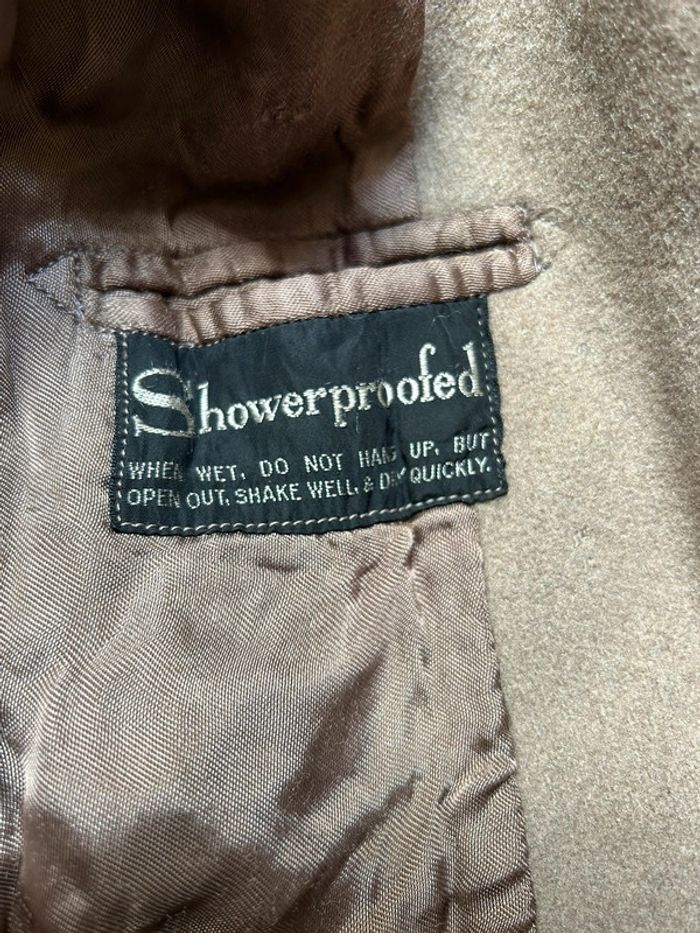 Showerproofed
WHEN WET, DO NOT HANG UP, BUT
OPEN OUT, SHAKE WELL, & DRY QUICKLY.